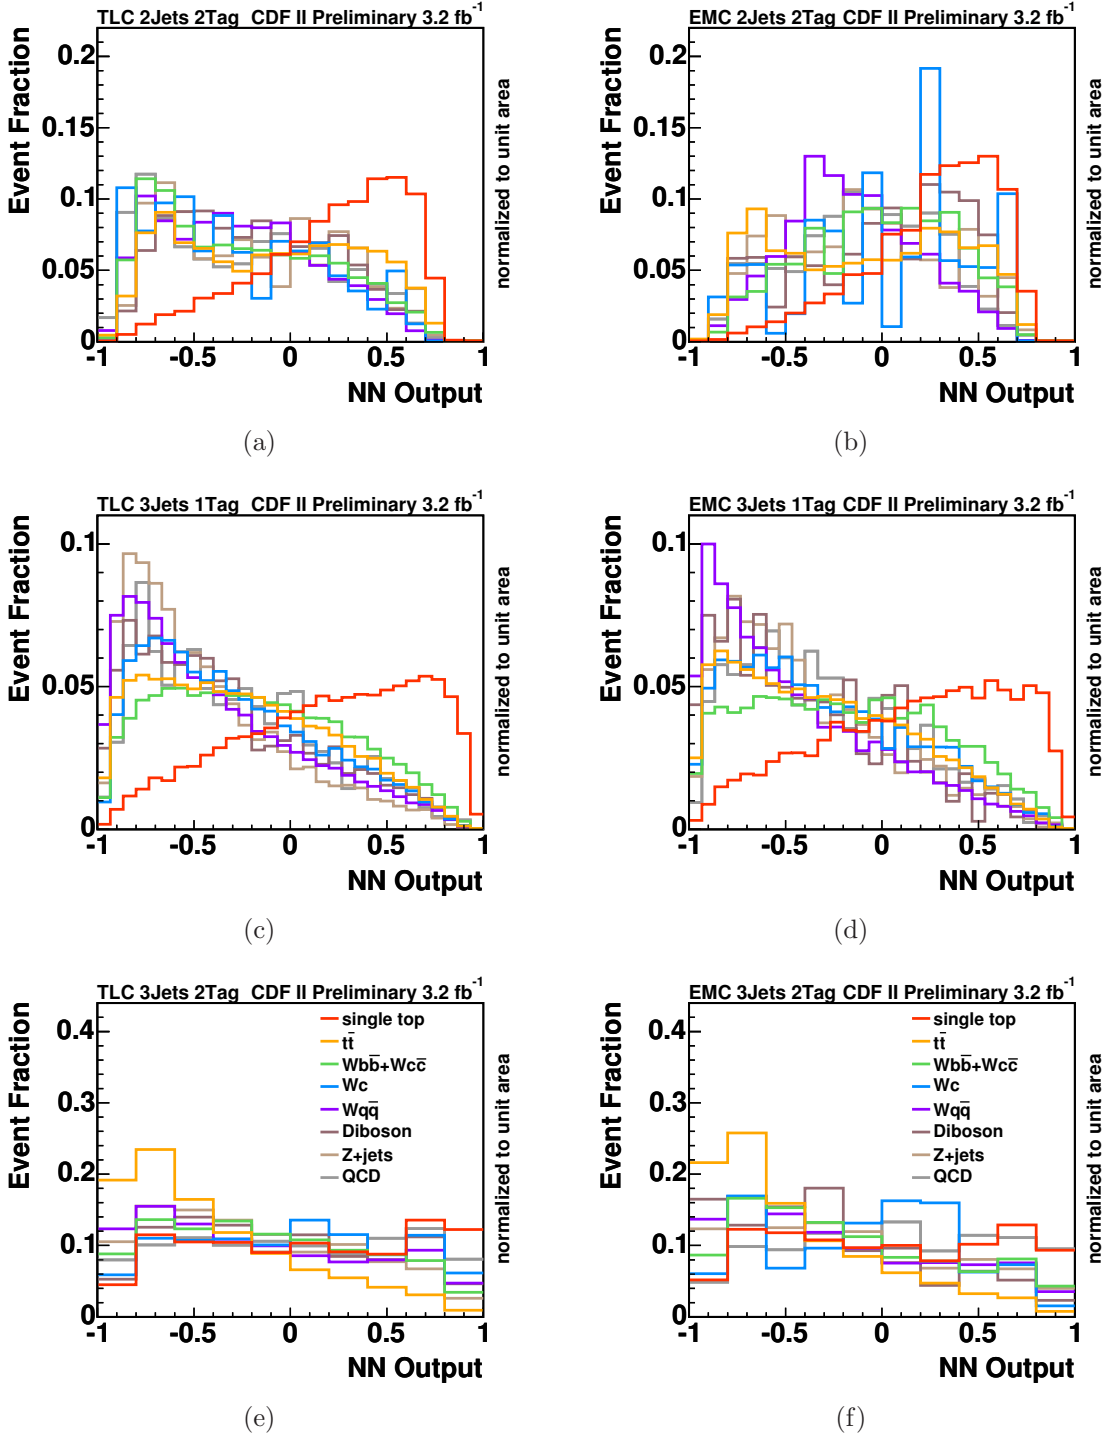 TLC 2Jets 2Tag CDF II Preliminary 3.2 fb⁻¹
Event Fraction
0.2
0.15
0.1
0.05
0
-1 -0.5 0 0.5 1
NN Output
normalized to unit area
(a)
EMC 2Jets 2Tag CDF II Preliminary 3.2 fb⁻¹
Event Fraction
0.2
0.15
0.1
0.05
0
-1 -0.5 0 0.5 1
NN Output
normalized to unit area
(b)
TLC 3Jets 1Tag CDF II Preliminary 3.2 fb⁻¹
Event Fraction
0.1
0.05
0
-1 -0.5 0 0.5 1
NN Output
normalized to unit area
(c)
EMC 3Jets 1Tag CDF II Preliminary 3.2 fb⁻¹
Event Fraction
0.1
0.05
0
-1 -0.5 0 0.5 1
NN Output
normalized to unit area
(d)
TLC 3Jets 2Tag CDF II Preliminary 3.2 fb⁻¹
Event Fraction
0.4
0.3
0.2
0.1
0
single top
tt̄
Wbb̄+Wcc̄
Wc
Wqq̄
Diboson
Z+jets
QCD
-1 -0.5 0 0.5 1
NN Output
normalized to unit area
(e)
EMC 3Jets 2Tag CDF II Preliminary 3.2 fb⁻¹
Event Fraction
0.4
0.3
0.2
0.1
0
single top
tt̄
Wbb̄+Wcc̄
Wc
Wqq̄
Diboson
Z+jets
QCD
-1 -0.5 0 0.5 1
NN Output
normalized to unit area
(f)